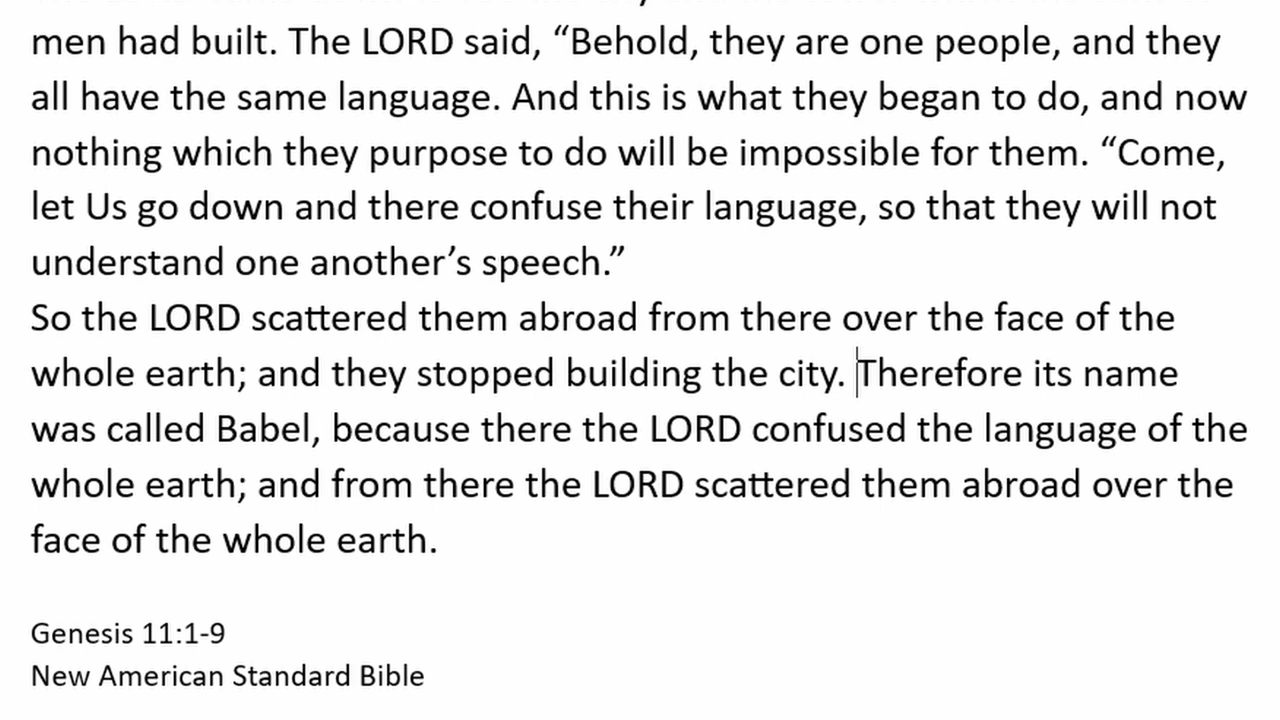 men had built. The LORD said, “Behold, they are one people, and they
all have the same language. And this is what they began to do, and now
nothing which they purpose to do will be impossible for them. “Come,
let Us go down and there confuse their language, so that they will not
understand one another’s speech.”
So the LORD scattered them abroad from there over the face of the
whole earth; and they stopped building the city. Therefore its name
was called Babel, because there the LORD confused the language of the
whole earth; and from there the LORD scattered them abroad over the
face of the whole earth.
Genesis 11:1-9
New American Standard Bible